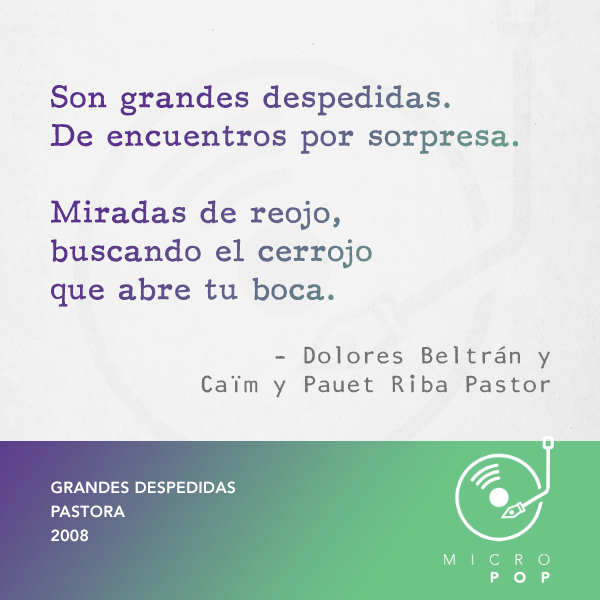 Son grandes despedidas.
De encuentros por sorpresa.
Miradas de reojo,
buscando el cerrojo
que abre tu boca.
– Dolores Beltrán y
Caïm y Pauet Riba Pastor
GRANDES DESPEDIDAS
PASTORA
2008
MICRO
POP